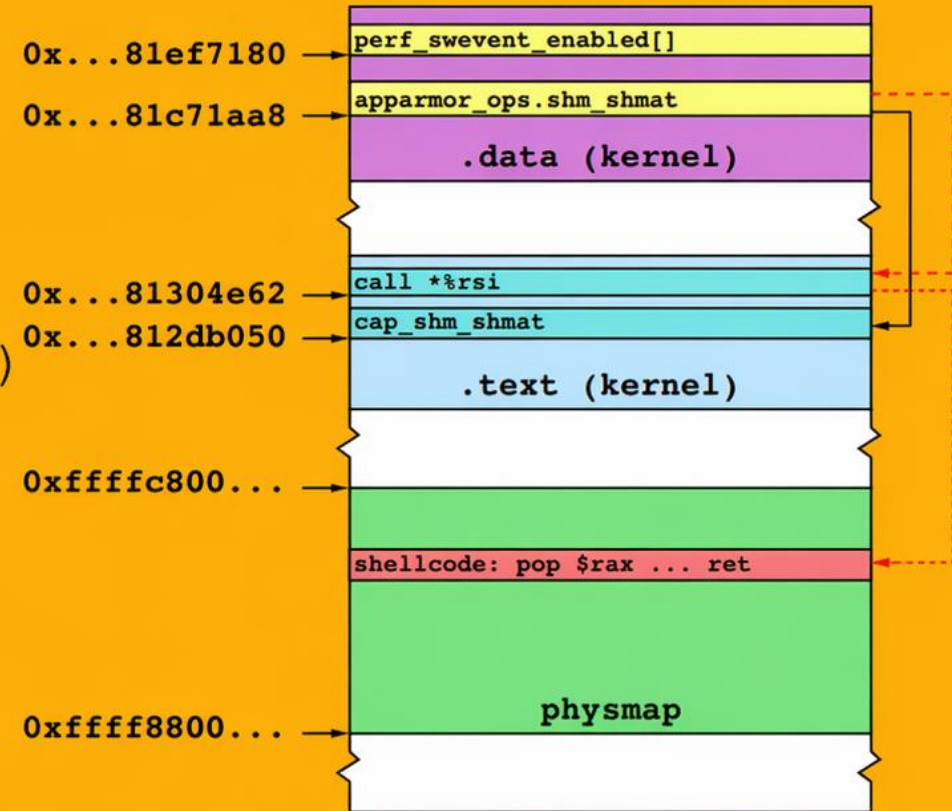 perf_swevent_enabled[]
0x...81ef7180
apparmor_ops.shm_shmat
0x...81c71aa8
.data (kernel)
call *%rsi
0x...81304e62
cap_shm_shmat
0x...812db050
)
.text (kernel)
0xffffc800...
shellcode: pop $rax ... ret
physmap
0xffff8800...